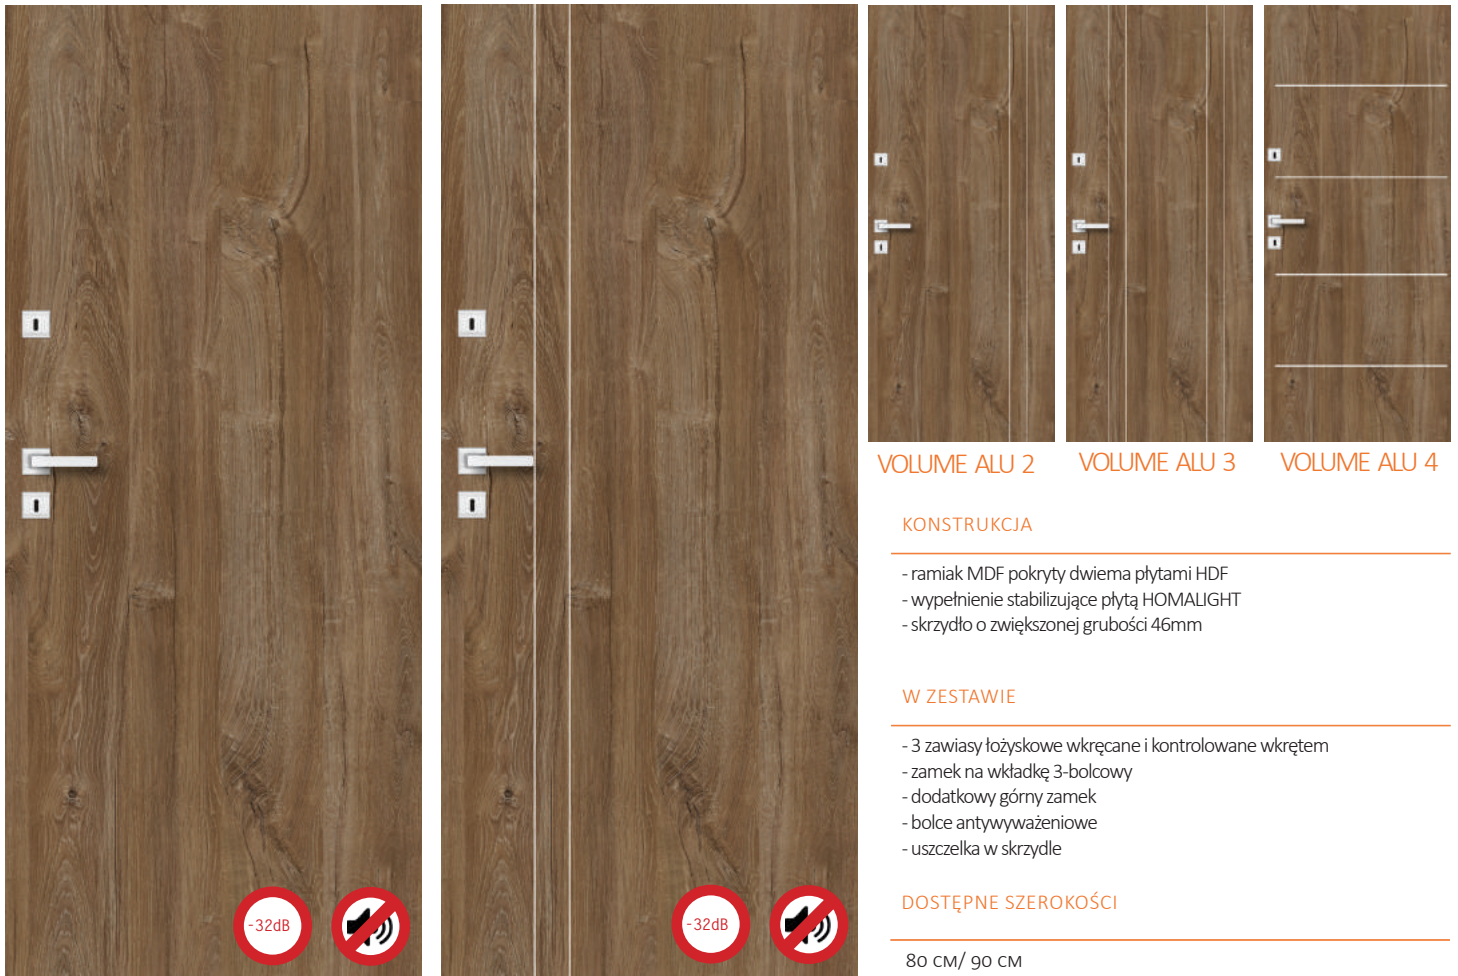 -32dB
-32dB
VOLUME ALU 2
VOLUME ALU 3
VOLUME ALU 4
KONSTRUKCJA
- ramiak MDF pokryty dwiema płytami HDF
- wypełnienie stabilizujące płytą HOMALIGHT
- skrzydło o zwiększonej grubości 46mm
W ZESTAWIE
- 3 zawiasy łożyskowe wkręcane i kontrolowane wkrętem
- zamek na wkładkę 3-bolcowy
- dodatkowy górny zamek
- bolce antywyważeniowe
- uszczelka w skrzydle
DOSTĘPNE SZEROKOŚCI
80 CM/ 90 CM